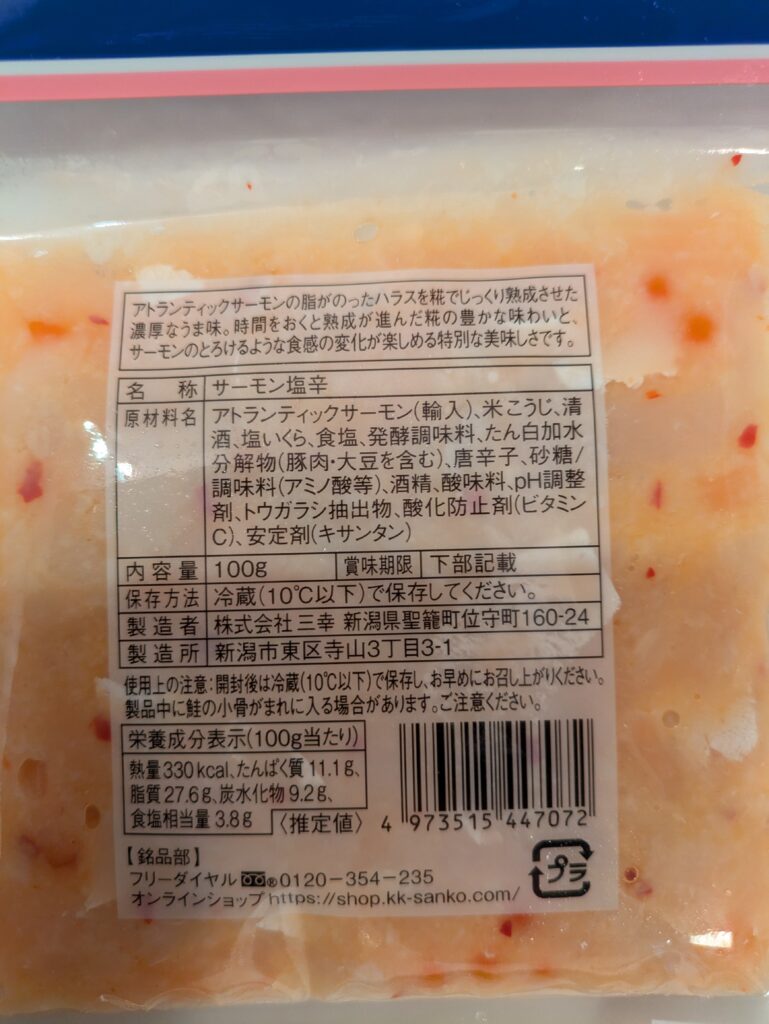 アトランティックサーモンの脂がのったハラスを糀でじっくり熟成させた
濃厚なうま味。時間をおくと熟成が進んだ糀の豊かな味わいと、
サーモンのとろけるような食感の変化が楽しめる特別な美味しさです。
名 称 サーモン塩辛
原材料名 アトランティックサーモン(輸入)、米こうじ、清
酒、塩いくら、食塩、発酵調味料、たん白加水
分解物(豚肉・大豆を含む)、唐辛子、砂糖/
調味料(アミノ酸等)、酒精、酸味料、pH調整
剤、トウガラシ抽出物、酸化防止剤(ビタミン
C)、安定剤(キサンタン)
内容量 100g 賞味期限 下部記載
保存方法 冷蔵(10℃以下)で保存してください。
製造者 株式会社三幸 新潟県聖籠町位守町160-24
製造所 新潟市東区寺山3丁目3-1
使用上の注意:開封後は冷蔵(10℃以下)で保存し、お早めにお召し上がりください。
製品中に鮭の小骨がまれに入る場合があります。ご注意ください。
栄養成分表示(100g当たり)
熱量330kcal、たんぱく質11.1g、
脂質27.6g、炭水化物9.2g、
食塩相当量3.8g 〈推定値〉
4 973515 447072
【銘品部】
フリーダイヤル ®0120-354-235
オンラインショップ https://shop.kk-sanko.com/
プラ